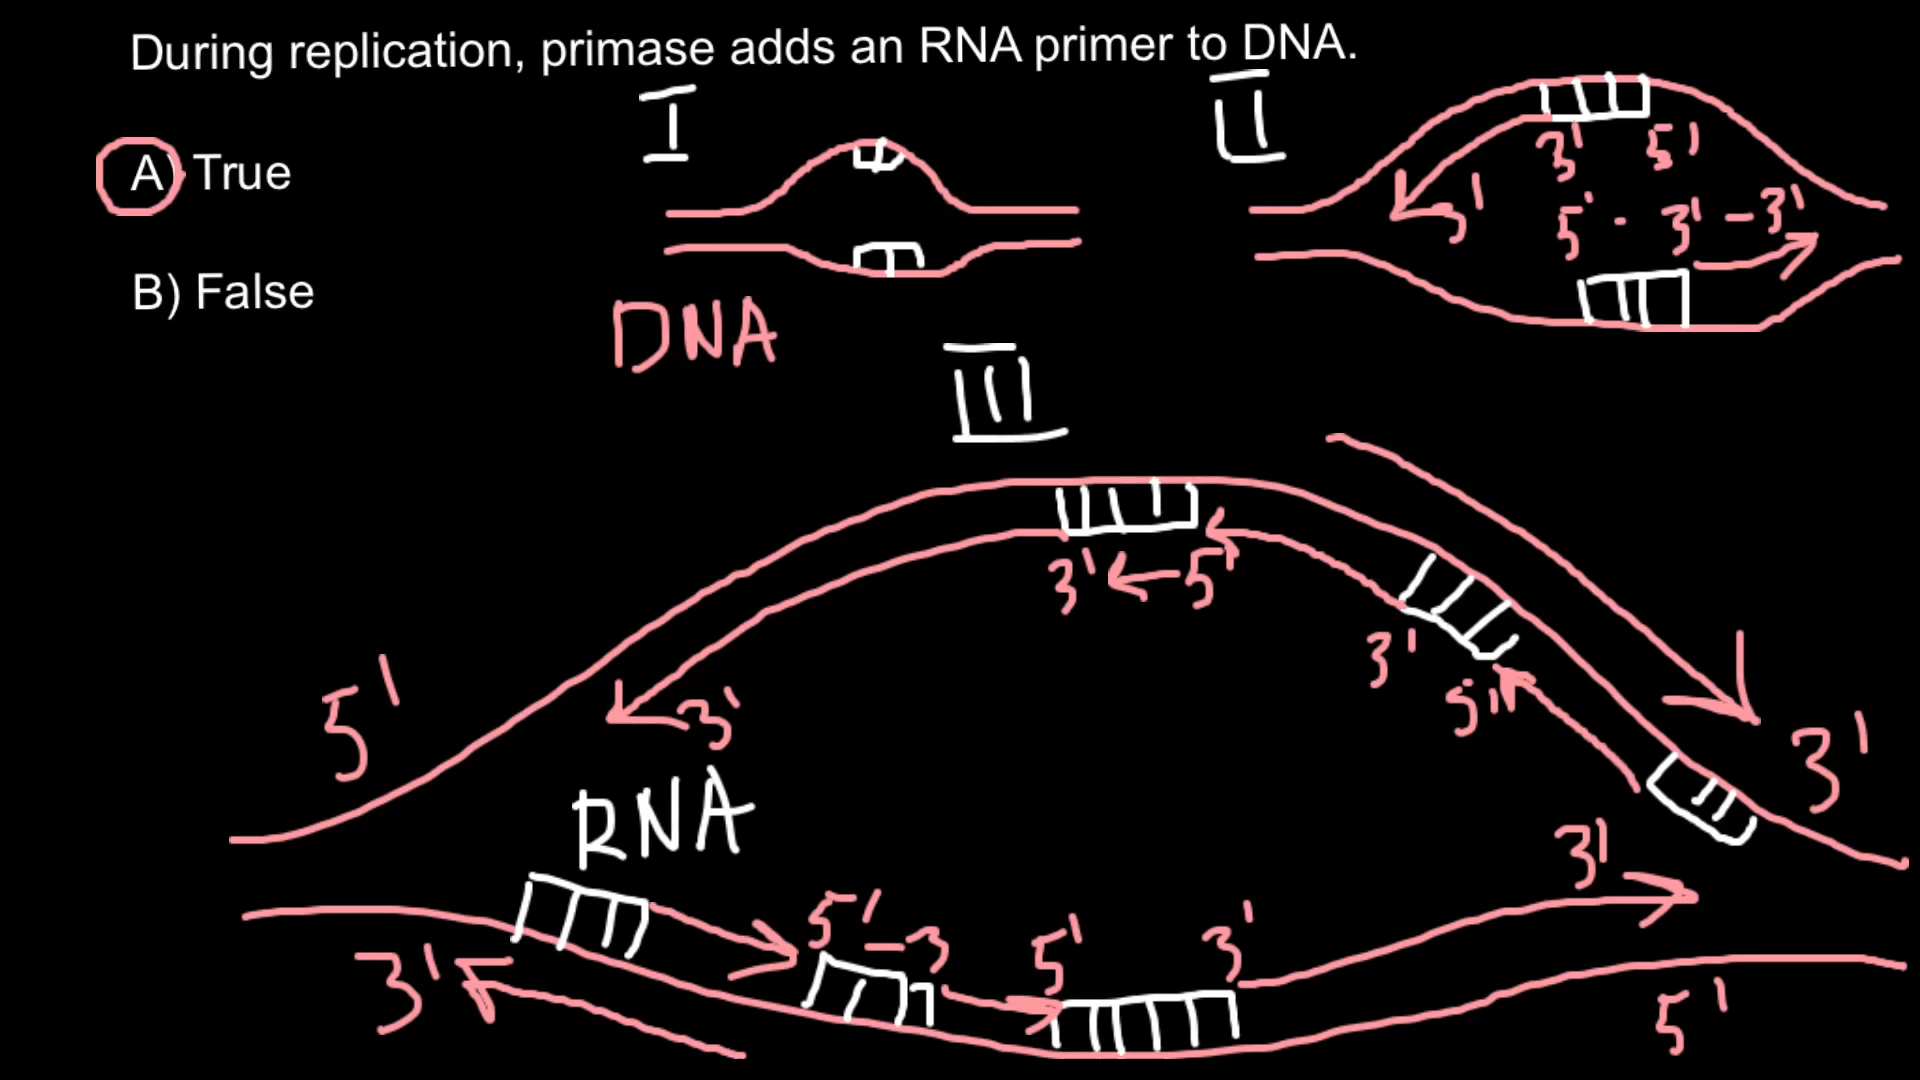 During replication, primase adds an RNA primer to DNA.
A) True
B) False
I
II
3' 5'
3' 5' - 3' - 3'
DNA
III
3' ← 5'
3'
5'
5'
3'
3'
RNA
3'
5' - 3
5' 3'
3'
5'